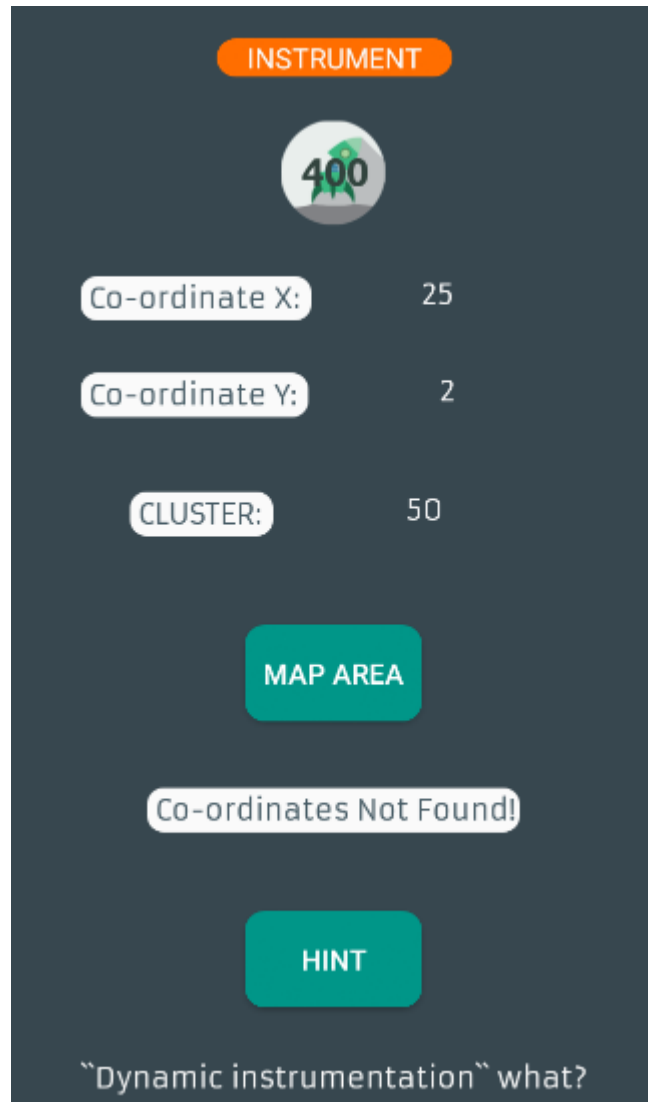 INSTRUMENT
400
Co-ordinate X: 25
Co-ordinate Y: 2
CLUSTER: 50
MAP AREA
Co-ordinates Not Found!
HINT
``Dynamic instrumentation`` what?